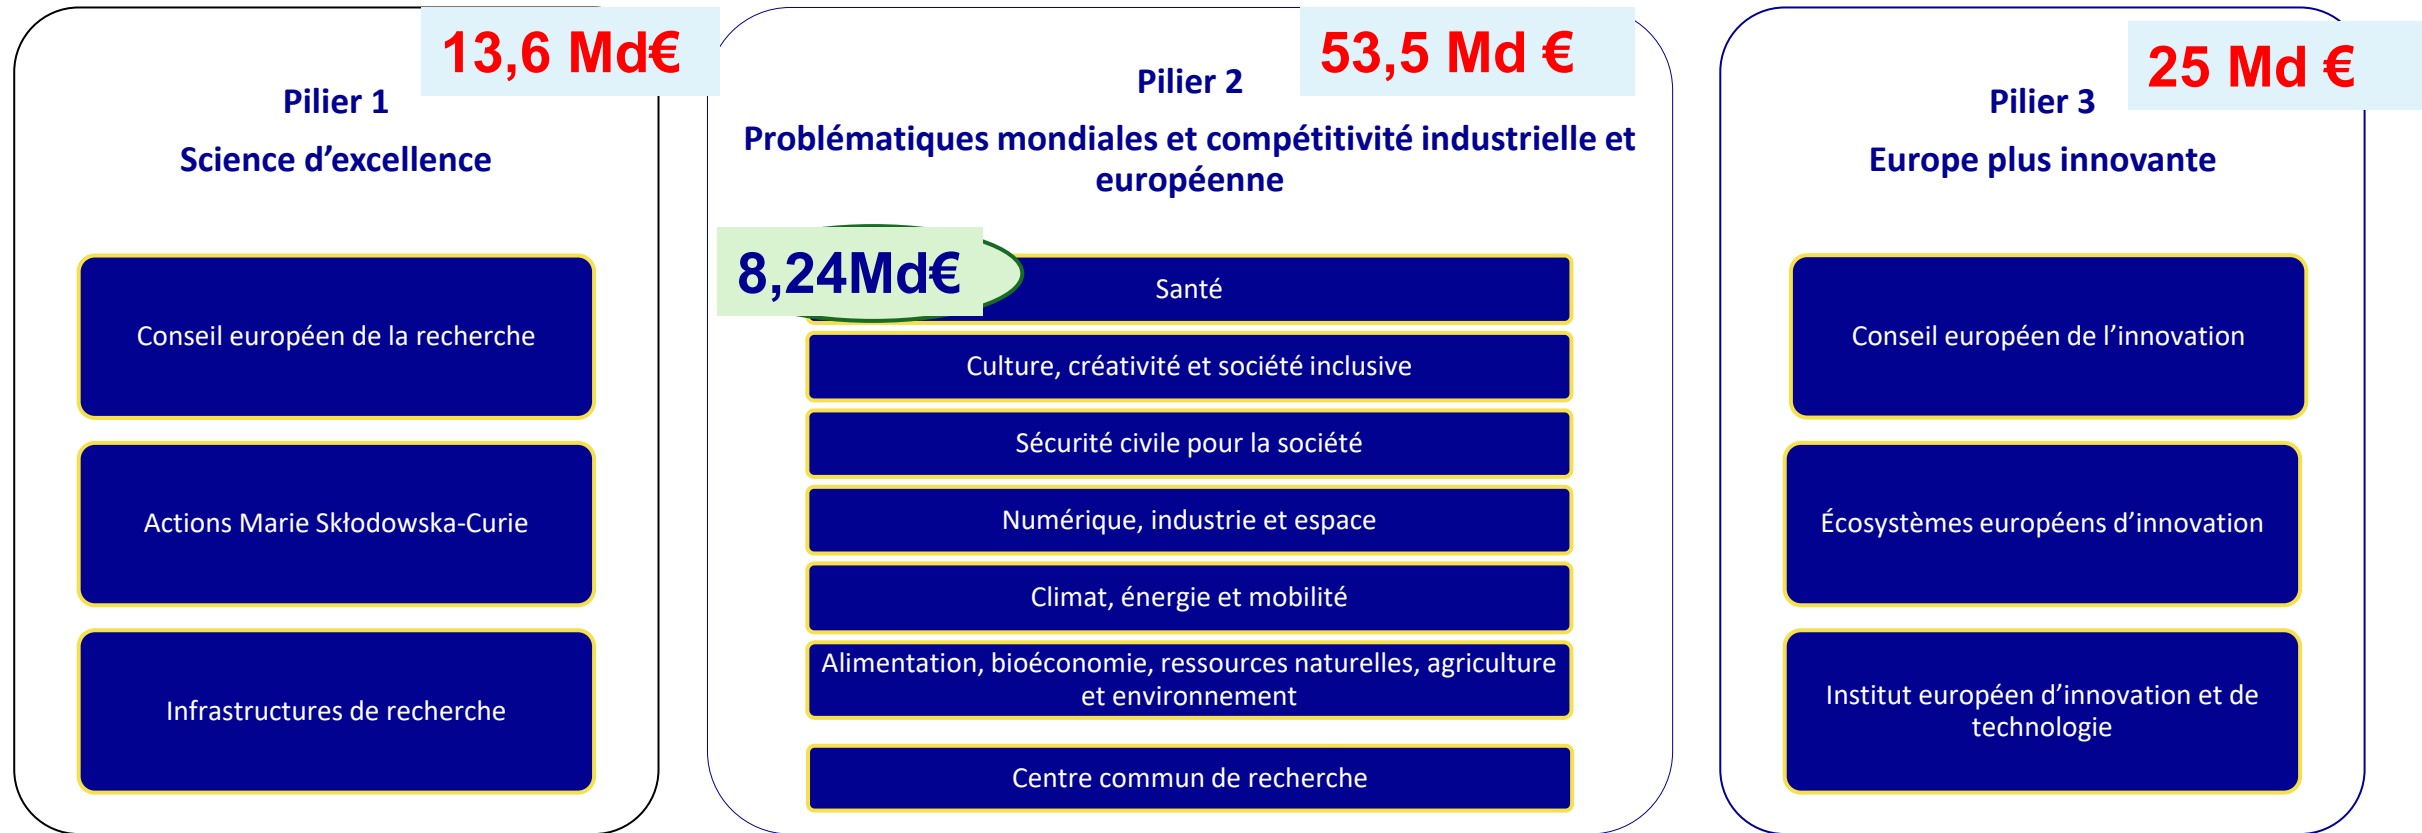 13,6 Md€
Pilier 1
Science d’excellence
Conseil européen de la recherche
Actions Marie Skłodowska-Curie
Infrastructures de recherche
53,5 Md €
Pilier 2
Problématiques mondiales et compétitivité industrielle et
européenne
8,24Md€
Santé
Culture, créativité et société inclusive
Sécurité civile pour la société
Numérique, industrie et espace
Climat, énergie et mobilité
Alimentation, bioéconomie, ressources naturelles, agriculture
et environnement
Centre commun de recherche
25 Md €
Pilier 3
Europe plus innovante
Conseil européen de l’innovation
Écosystèmes européens d’innovation
Institut européen d’innovation et de
technologie